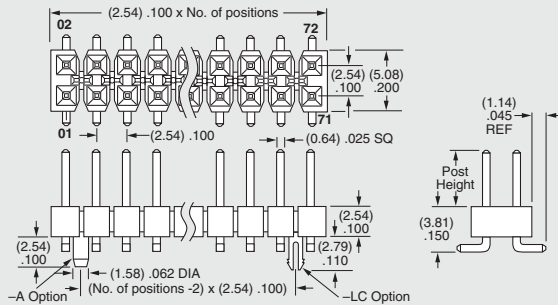 (2.54) .100 x No. of positions
02
72
(2.54)
.100
(5.08)
.200
01
(2.54) .100
71
(0.64) .025 SQ
(1.14)
.045
REF
Post
Height
(3.81)
.150
(2.54)
.100
(2.54)
.100
(2.79)
.110
(1.58) .062 DIA
–A Option
(No. of positions -2) x (2.54) .100)
–LC Option